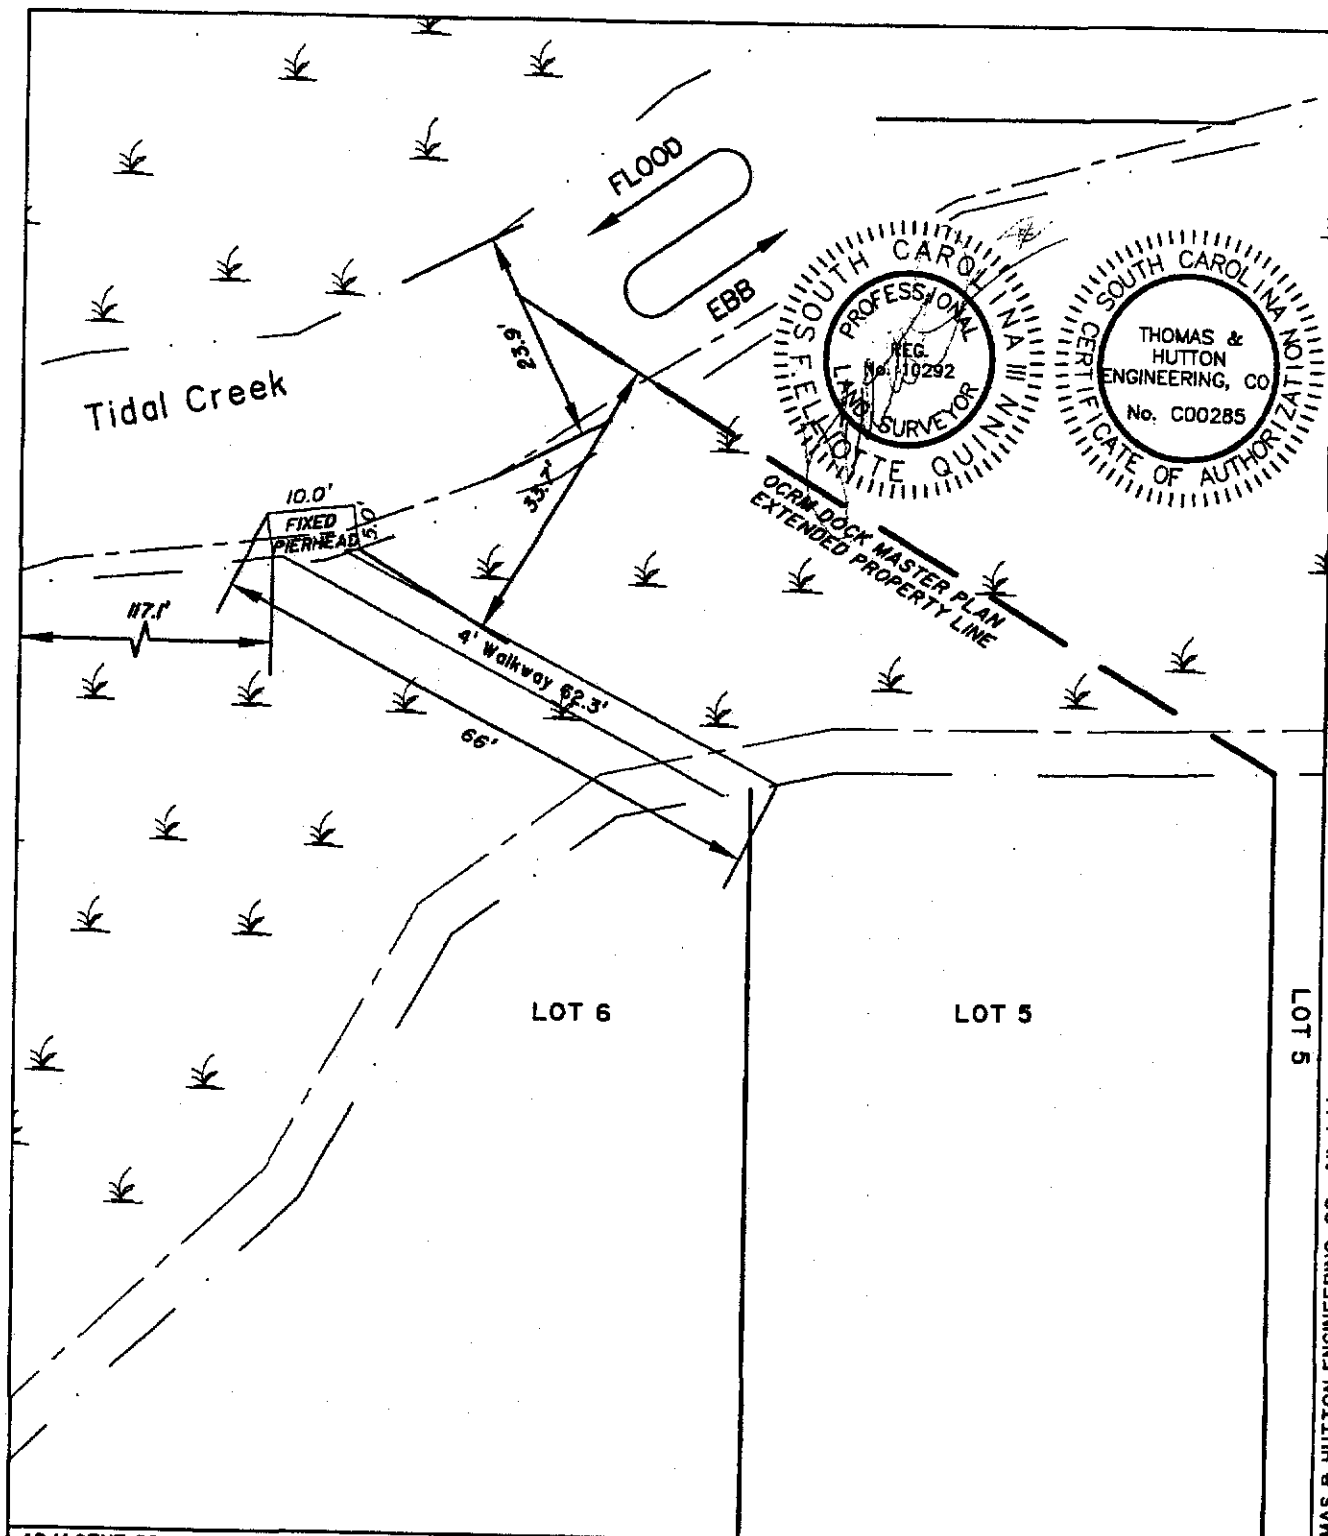 FLOOD
EBB
23.9'
Tidal Creek
SOUTH CAROLINA
F. ELLIOTTE QUINN III
PROFESSIONAL
LAND SURVEYOR
REG.
No. 10292
SOUTH CAROLINA
CERTIFICATE OF AUTHORIZATION
THOMAS &
HUTTON
ENGINEERING, CO
No. C00285
33.7'
OCRM DOCK MASTER PLAN
EXTENDED PROPERTY LINE
10.0'
5.0'
FIXED
PIERHEAD
117.1'
4' Walkway 62.3'
66'
LOT 6
LOT 5
LOT 5
HUTTON ENGINEERING